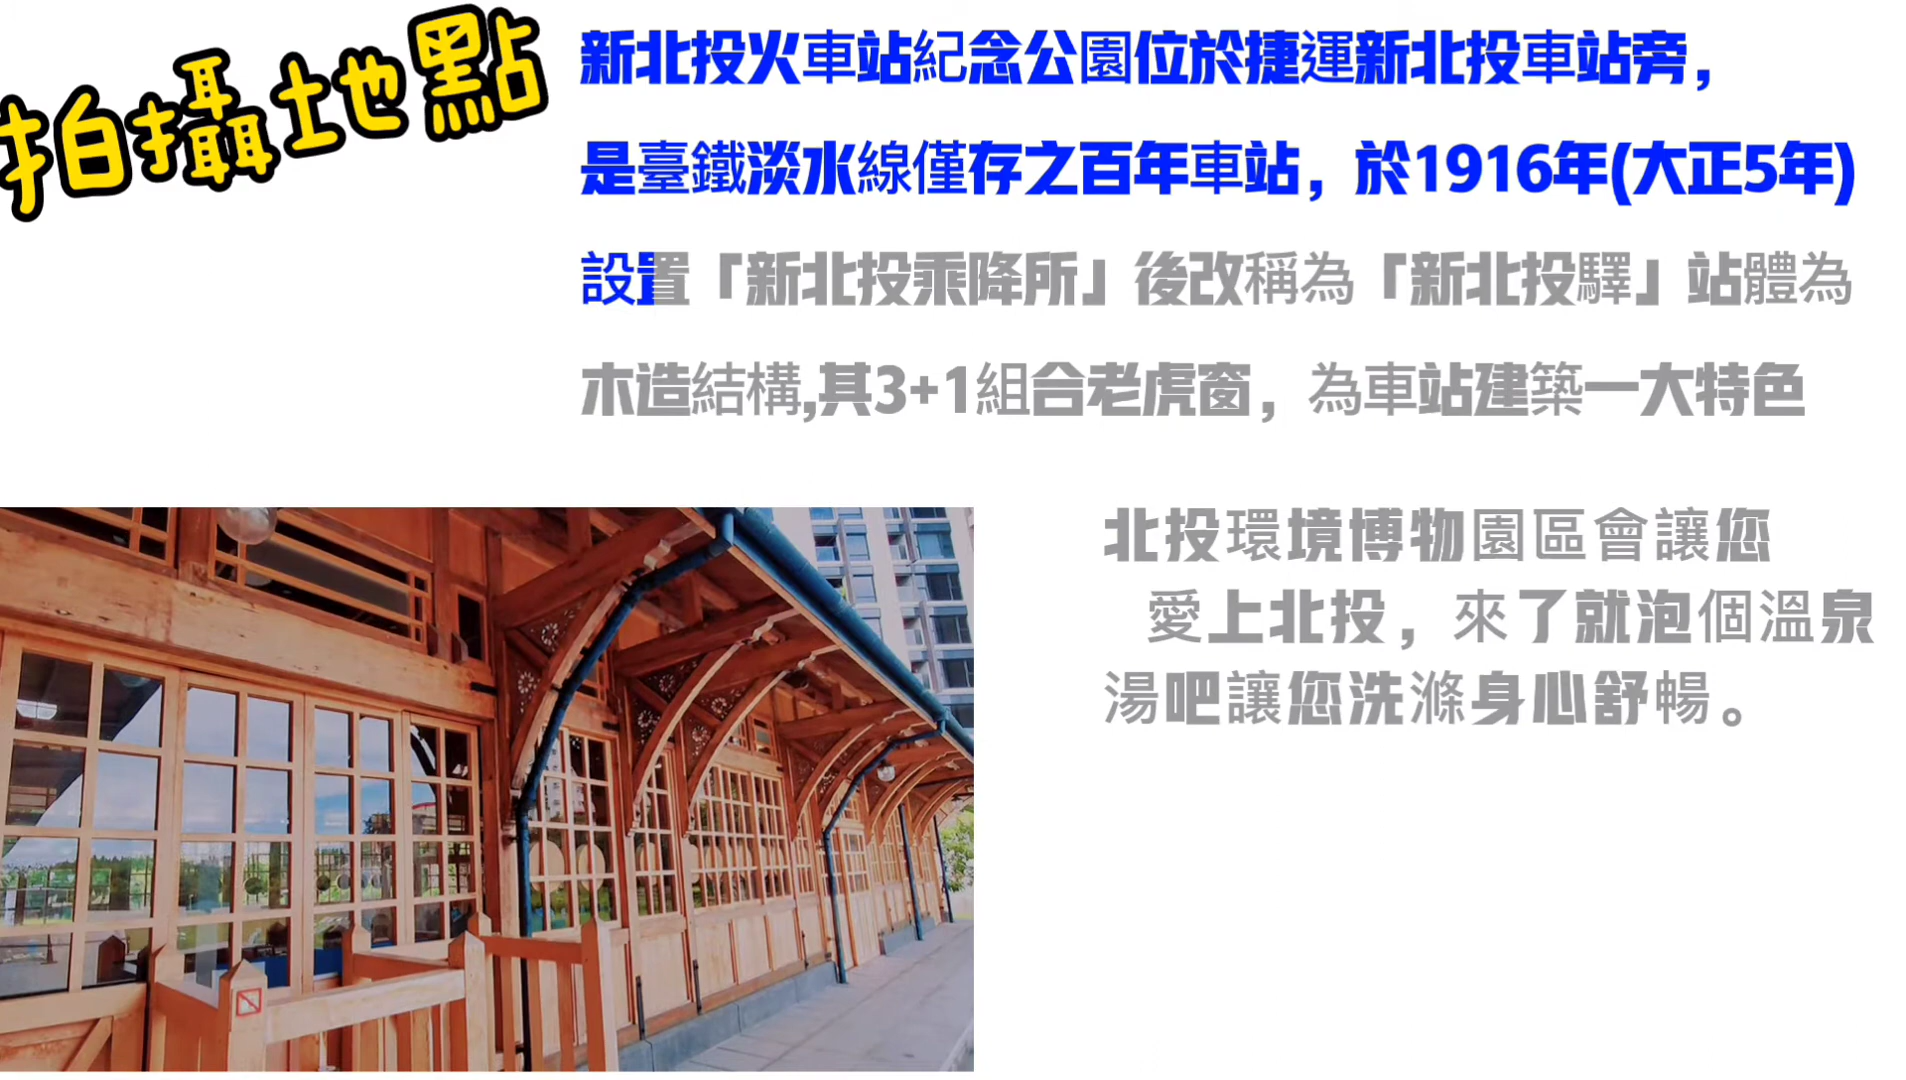 拍攝地點
新北投火車站紀念公園位於捷運新北投車站旁，
是臺鐵淡水線僅存之百年車站，於1916年(大正5年)
設置「新北投乘降所」後改稱為「新北投驛」站體為
木造結構,其3+1組合老虎窗，為車站建築一大特色
北投環境博物園區會讓您
愛上北投，來了就泡個溫泉
湯吧讓您洗滌身心舒暢。